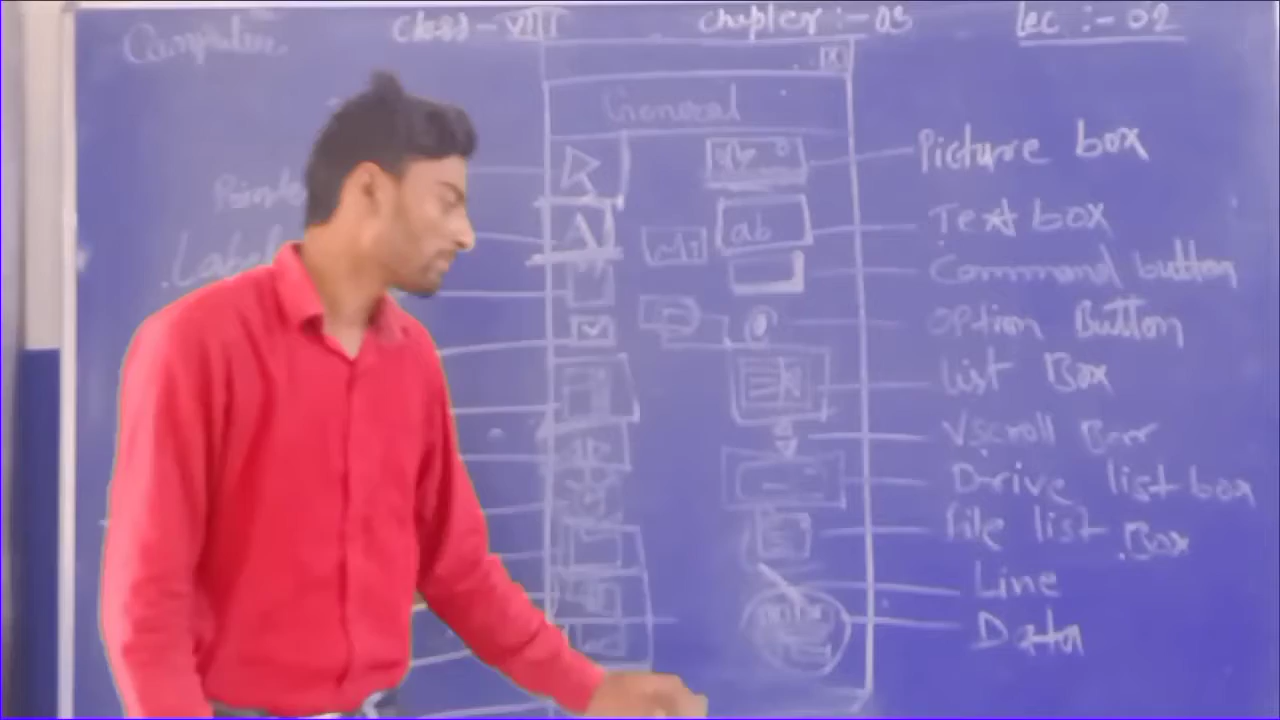 Computer Class-VIII Chapter :- 03 Lec :- 02
General
Picture box
ab Text box
Label
Command button
Option Button
List Box
Vscroll Barr
Drive list box
File list Box
Line
Data